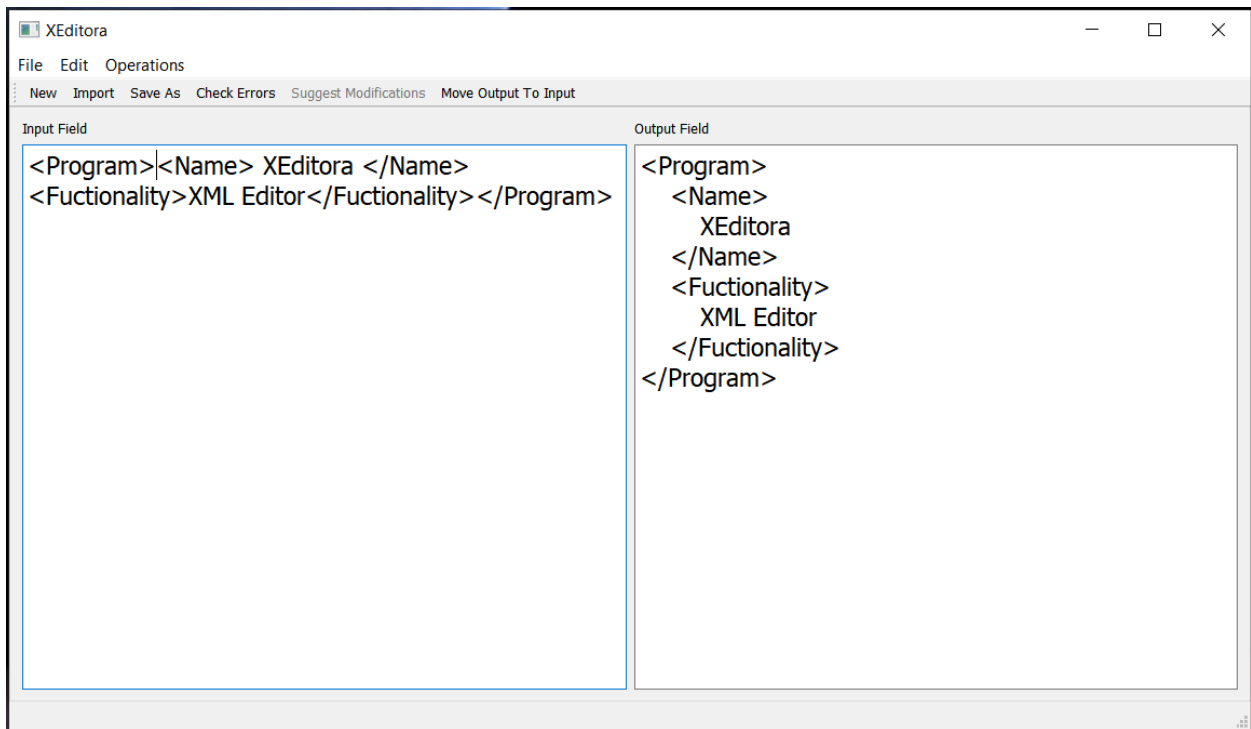 XEditora
File Edit Operations
New Import Save As Check Errors Suggest Modifications Move Output To Input
Input Field
<Program><Name> XEditora </Name>
<Fuctionality>XML Editor</Fuctionality></Program>
Output Field
<Program>
<Name>
XEditora
</Name>
<Fuctionality>
XML Editor
</Fuctionality>
</Program>